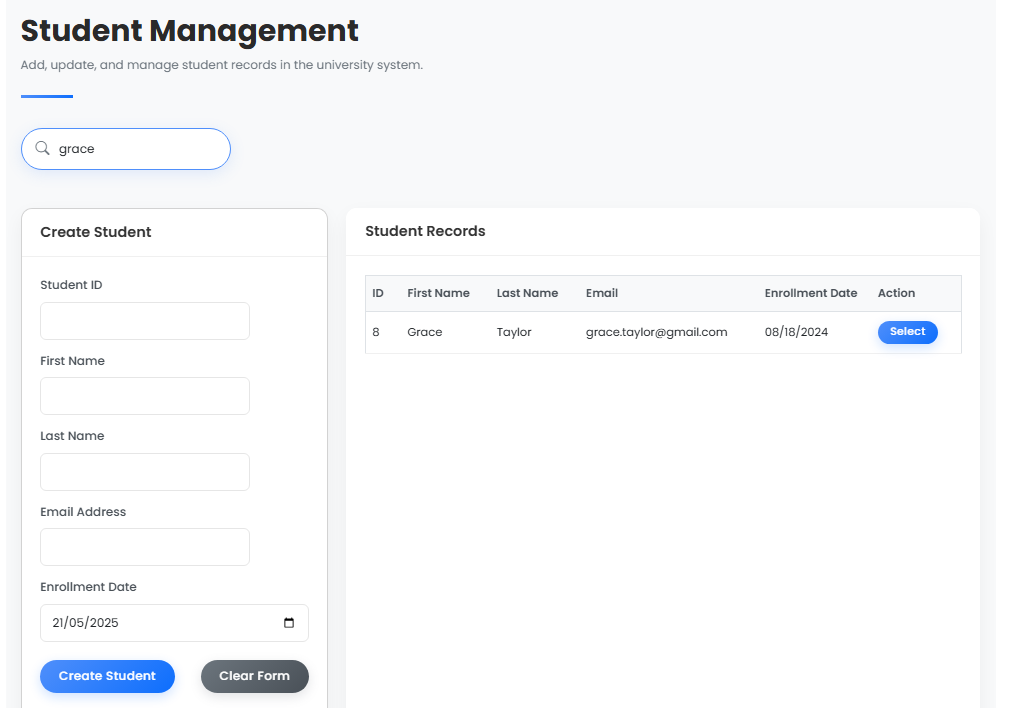 Student Management
Add, update, and manage student records in the university system.
grace
Create Student
Student ID
First Name
Last Name
Email Address
Enrollment Date
21/05/2025
Create Student Clear Form
Student Records
ID First Name Last Name Email Enrollment Date Action
8 Grace Taylor grace.taylor@gmail.com 08/18/2024 Select